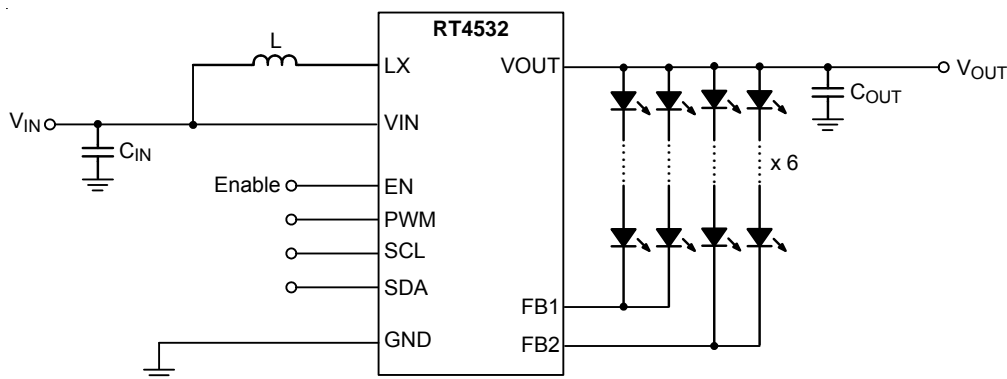 RT4532
L
LX
VOUT
VOUT
COUT
VIN
VIN
CIN
x 6
Enable
EN
PWM
SCL
SDA
FB1
GND
FB2